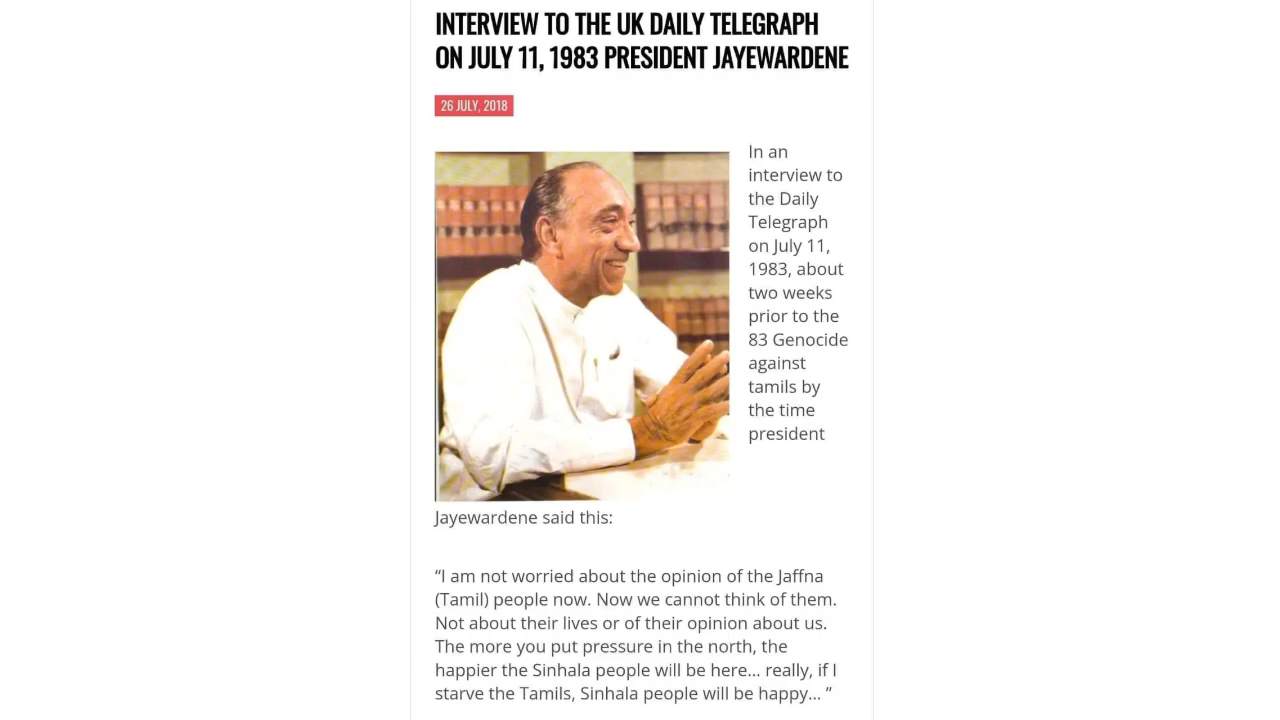 INTERVIEW TO THE UK DAILY TELEGRAPH
ON JULY 11, 1983 PRESIDENT JAYEWARDENE
26 JULY, 2018
In an
interview to
the Daily
Telegraph
on July 11,
1983, about
two weeks
prior to the
83 Genocide
against
tamils by
the time
president
Jayewardene said this:
“I am not worried about the opinion of the Jaffna
(Tamil) people now. Now we cannot think of them.
Not about their lives or of their opinion about us.
The more you put pressure in the north, the
happier the Sinhala people will be here... really, if I
starve the Tamils, Sinhala people will be happy... ”